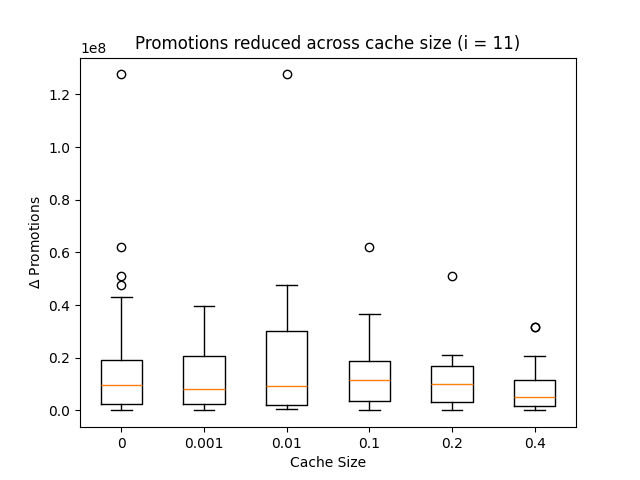 Promotions reduced across cache size (i = 11)
1e8
1.2
1.0
0.8
0.6
0.4
0.2
0.0
Δ Promotions
0 0.001 0.01 0.1 0.2 0.4
Cache Size